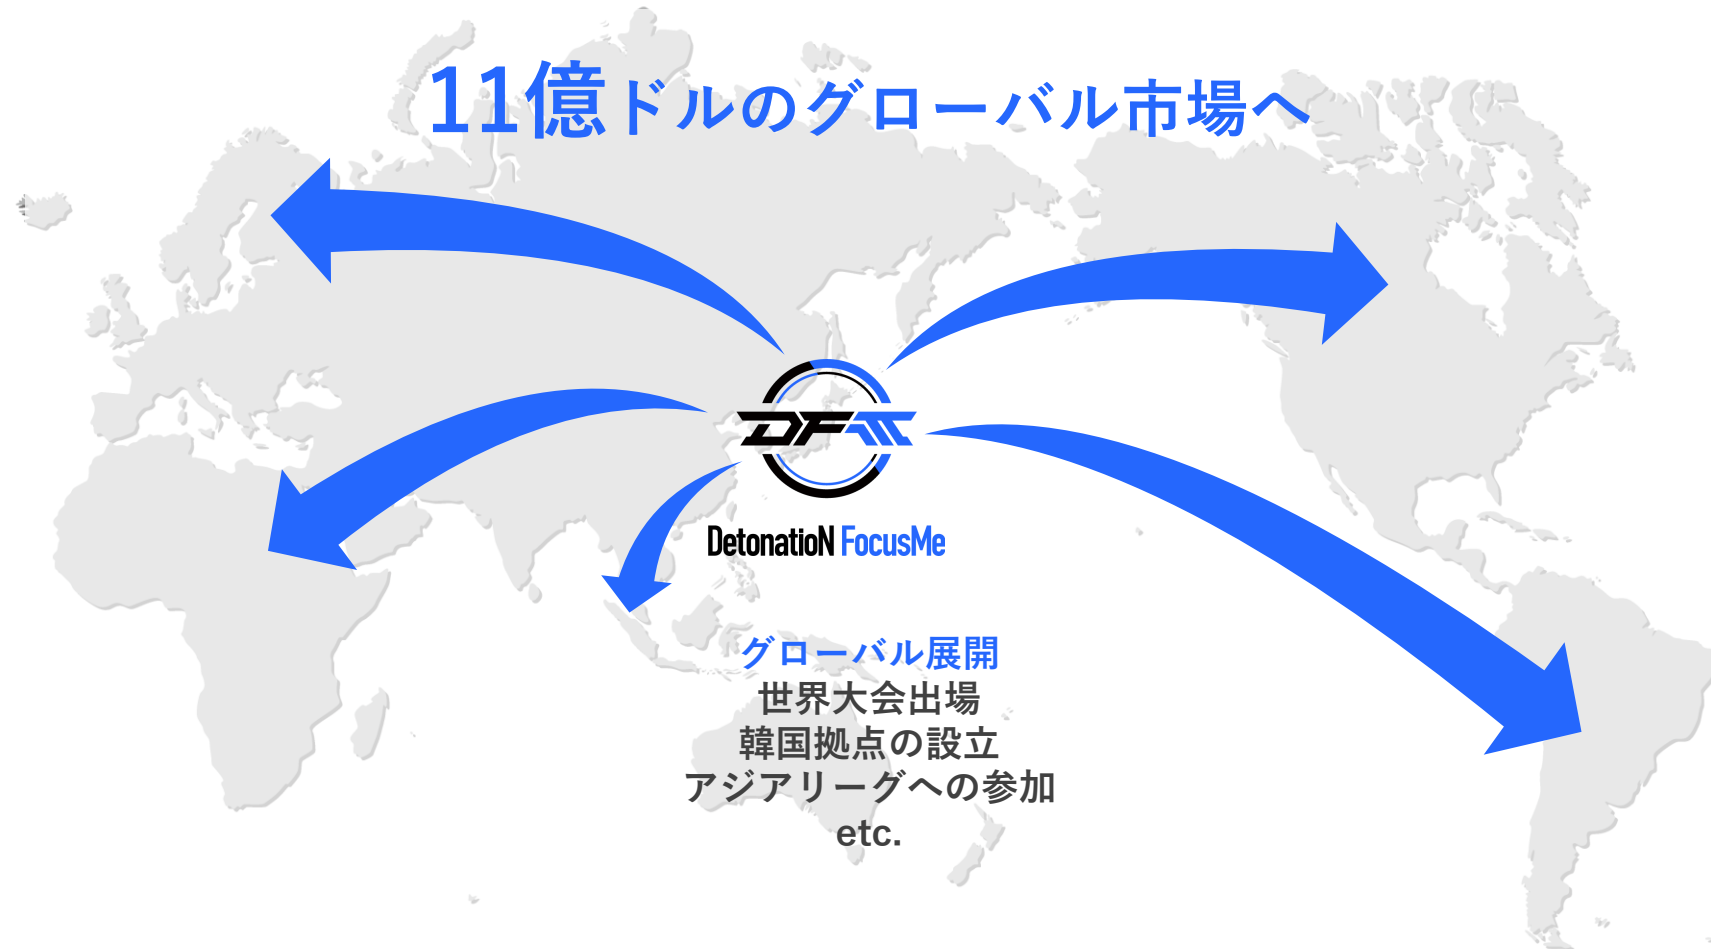 11億ドルのグローバル市場へ
DFM
DetonatioN FocusMe
グローバル展開
世界大会出場
韓国拠点の設立
アジアリーグへの参加
etc.